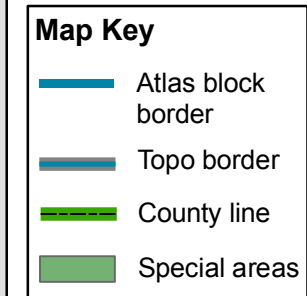 Map Key
Atlas block
border
Topo border
County line
Special areas